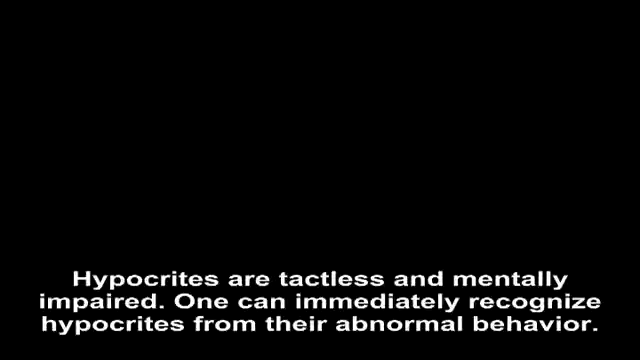 Hypocrites are tactless and mentally
impaired. One can immediately recognize
hypocrites from their abnormal behavior.